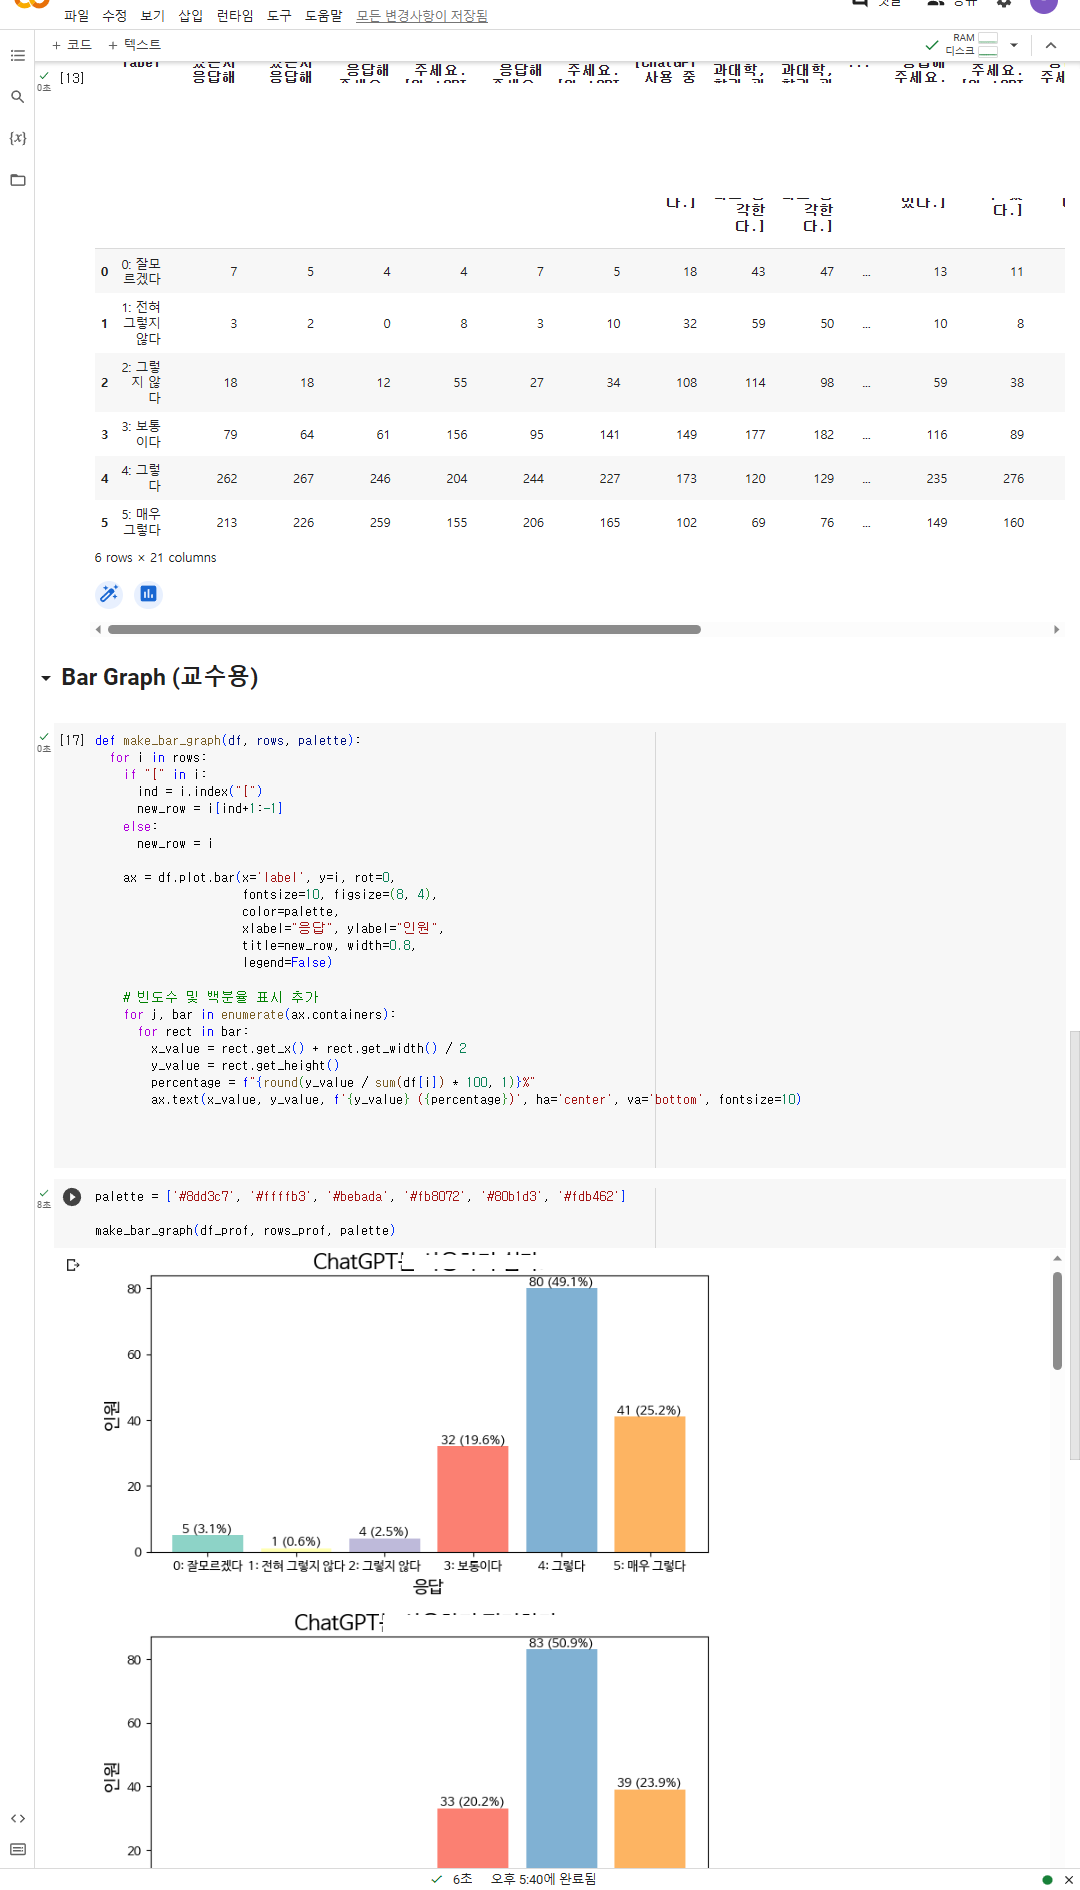 파일 수정 보기 삽입 런타임 도구 도움말 모든 변경사항이 저장됨
+ 코드 + 텍스트
RAM
디스크
[13]
0초
응답해 응답해 응답해 주세요. 응답해 주세요. 사용 중 과대학, 과대학, ... 주세요. 주세요.
다.] 각한 각한 있다.] 다.]
다.] 다.]
0 0: 잘모르겠다 7 5 4 4 7 5 18 43 47 ... 13 11
1 1: 전혀 그렇지 않다 3 2 0 8 3 10 32 59 50 ... 10 8
2 2: 그렇지 않다 18 18 12 55 27 34 108 114 98 ... 59 38
3 3: 보통이다 79 64 61 156 95 141 149 177 182 ... 116 89
4 4: 그렇다 262 267 246 204 244 227 173 120 129 ... 235 276
5 5: 매우 그렇다 213 226 259 155 206 165 102 69 76 ... 149 160
6 rows × 21 columns
Bar Graph (교수용)
0초
[17] def make_bar_graph(df, rows, palette):
for i in rows:
if "[" in i:
ind = i.index("[")
new_row = i[ind+1:-1]
else:
new_row = i
ax = df.plot.bar(x='label', y=i, rot=0,
fontsize=10, figsize=(8, 4),
color=palette,
xlabel="응답", ylabel="인원",
title=new_row, width=0.8,
legend=False)
# 빈도수 및 백분율 표시 추가
for j, bar in enumerate(ax.containers):
for rect in bar:
x_value = rect.get_x() + rect.get_width() / 2
y_value = rect.get_height()
percentage = f"{round(y_value / sum(df[i]) * 100, 1)}%"
ax.text(x_value, y_value, f'{y_value} ({percentage})', ha='center', va='bottom', fontsize=10)
8초
palette = ['#8dd3c7', '#ffffb3', '#bebada', '#fb8072', '#80b1d3', '#fdb462']
make_bar_graph(df_prof, rows_prof, palette)
ChatGPT
80 (49.1%)
80
60
41 (25.2%)
40
32 (19.6%)
인원
20
5 (3.1%) 1 (0.6%) 4 (2.5%)
0
0: 잘모르겠다 1: 전혀 그렇지 않다 2: 그렇지 않다 3: 보통이다 4: 그렇다 5: 매우 그렇다
응답
ChatGPT
83 (50.9%)
80
60
39 (23.9%)
40
33 (20.2%)
인원
20
6초 오후 5:40에 완료됨